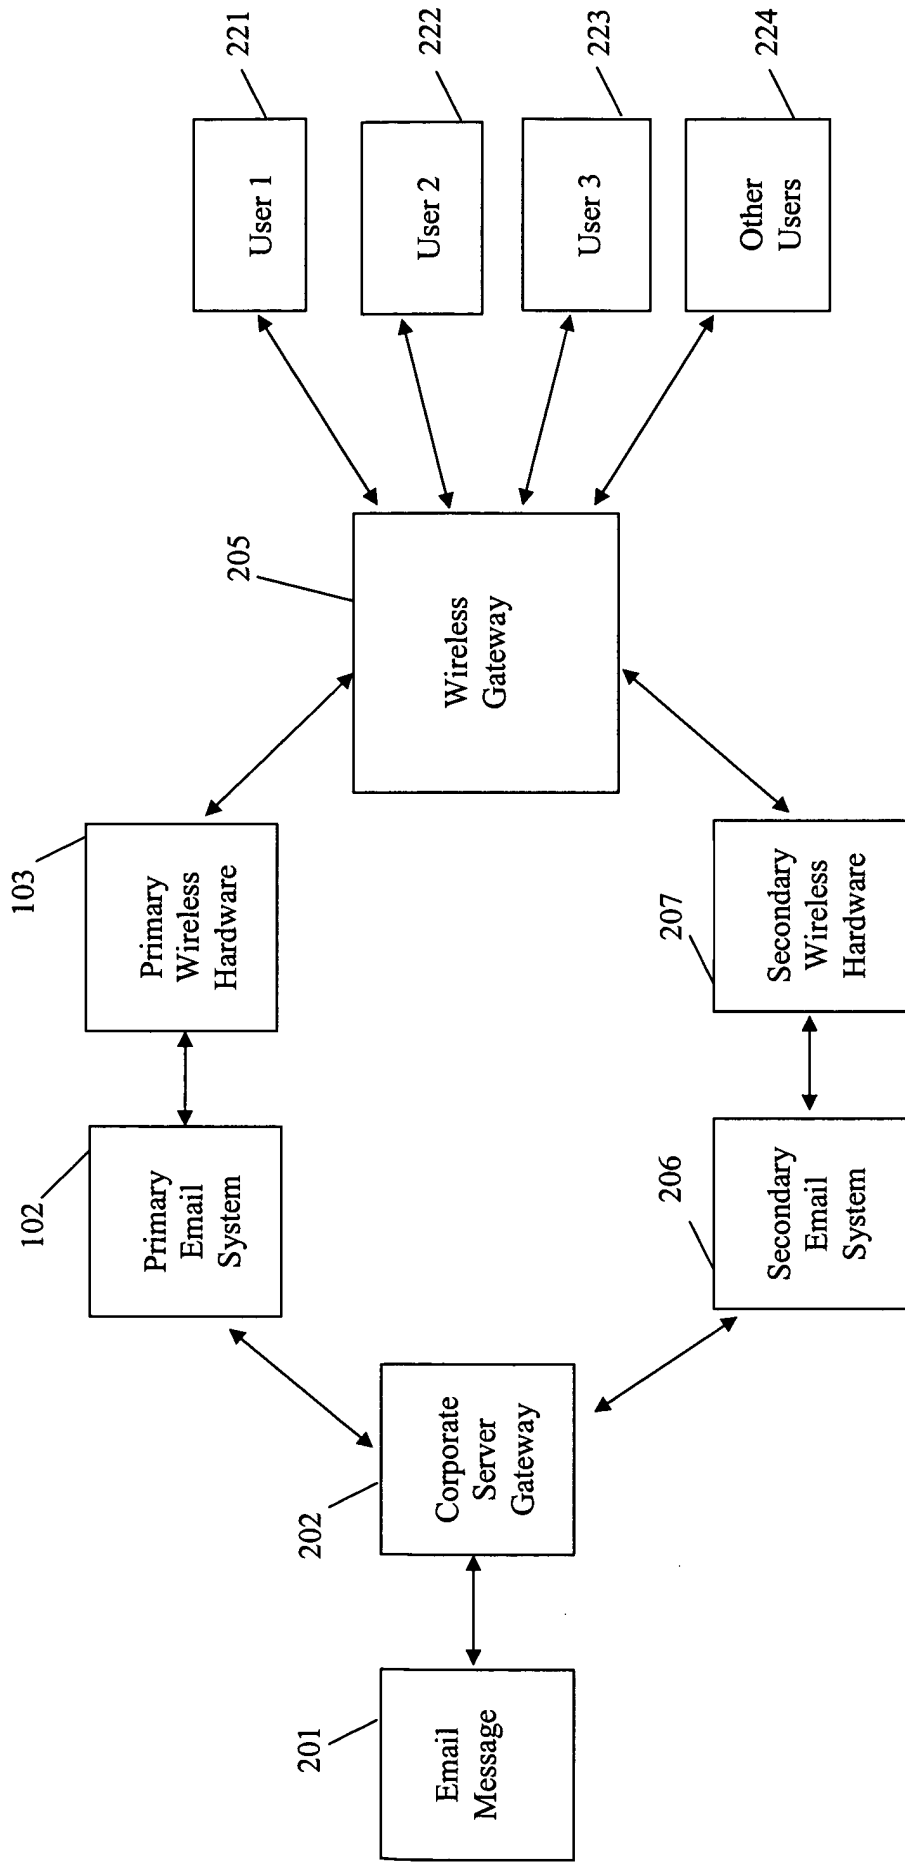 201
Email
Message
202
Corporate
Server
Gateway
102
Primary
Email
System
103
Primary
Wireless
Hardware
206
Secondary
Email
System
207
Secondary
Wireless
Hardware
205
Wireless
Gateway
221
User 1
222
User 2
223
User 3
224
Other
Users